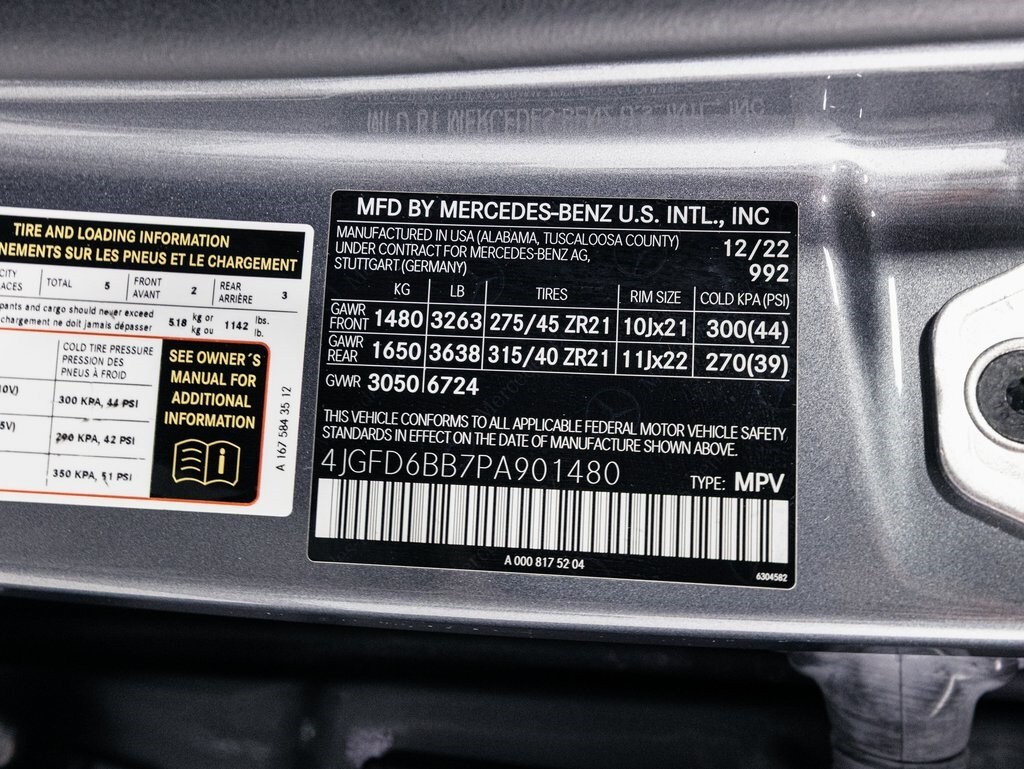 TIRE AND LOADING INFORMATION
NEMENTS SUR LES PNEUS ET LE CHARGEMENT
CITY TOTAL 5 FRONT 2 REAR 3
ACES AVANT ARRIÈRE
pants and cargo should never exceed
chargement ne doit jamais dépasser
518 kg or 1142 lbs.
kg ou lb.
COLD TIRE PRESSURE
PRESSION DES
PNEUS À FROID
300 KPA, 44 PSI
290 KPA, 42 PSI
350 KPA, 51 PSI
SEE OWNER´S
MANUAL FOR
ADDITIONAL
INFORMATION
A 167 584 35 12
MFD BY MERCEDES-BENZ U.S. INTL., INC
MANUFACTURED IN USA (ALABAMA, TUSCALOOSA COUNTY) 12/22
UNDER CONTRACT FOR MERCEDES-BENZ AG,
STUTTGART (GERMANY) 992
KG LB TIRES RIM SIZE COLD KPA (PSI)
GAWR FRONT 1480 3263 275/45 ZR21 10Jx21 300(44)
GAWR REAR 1650 3638 315/40 ZR21 11Jx22 270(39)
GVWR 3050 6724
THIS VEHICLE CONFORMS TO ALL APPLICABLE FEDERAL MOTOR VEHICLE SAFETY
STANDARDS IN EFFECT ON THE DATE OF MANUFACTURE SHOWN ABOVE.
4JGFD6BB7PA901480 TYPE: MPV
A 000 817 52 04
6304582